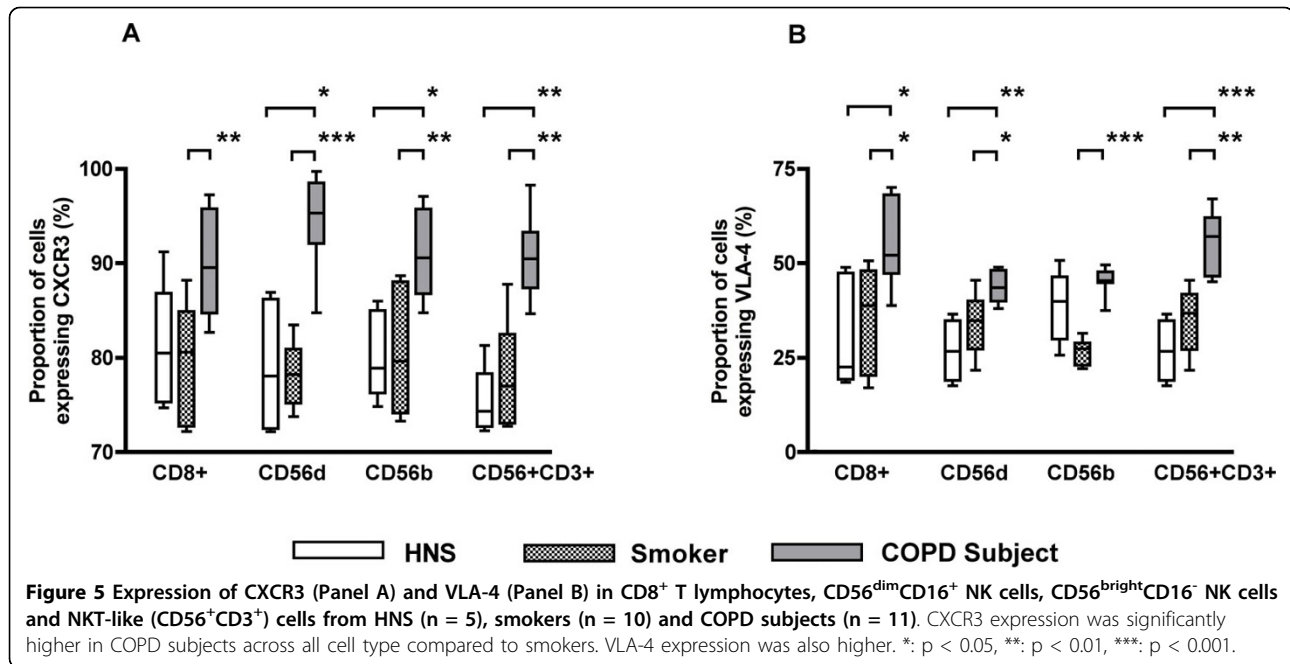 A
B
* * ** * ** ***
** *** ** ** * * *** **
100
90
80
70
Proportion of cells
expressing CXCR3 (%)
75
50
25
0
Proportion of cells
expressing VLA-4 (%)
CD8+ CD56d CD56b CD56+CD3+
CD8+ CD56d CD56b CD56+CD3+
HNS Smoker COPD Subject
Figure 5 Expression of CXCR3 (Panel A) and VLA-4 (Panel B) in CD8⁺ T lymphocytes, CD56ᵈⁱᵐCD16⁺ NK cells, CD56ᵇʳⁱᵍʰᵗCD16⁻ NK cells
and NKT-like (CD56⁺CD3⁺) cells from HNS (n = 5), smokers (n = 10) and COPD subjects (n = 11). CXCR3 expression was significantly
higher in COPD subjects across all cell type compared to smokers. VLA-4 expression was also higher. *: p < 0.05, **: p < 0.01, ***: p < 0.001.